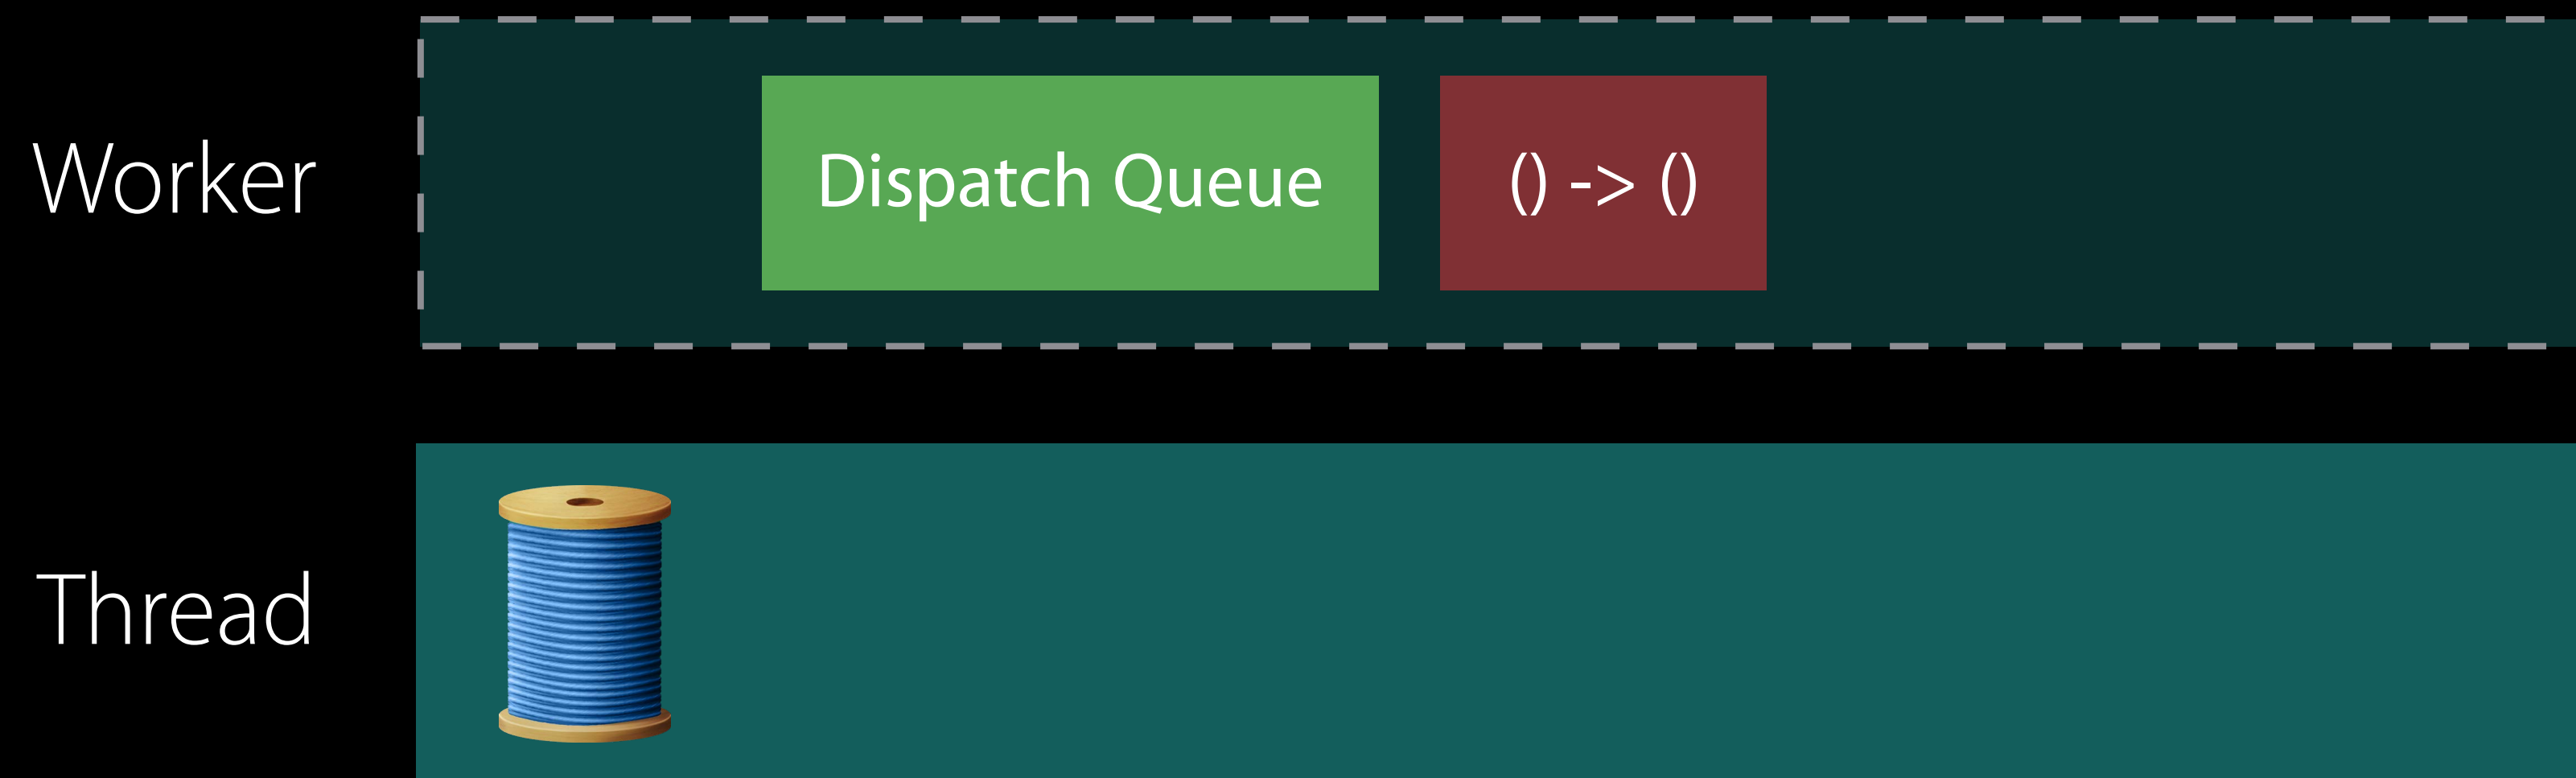 Worker
Dispatch Queue
() -> ()
Thread